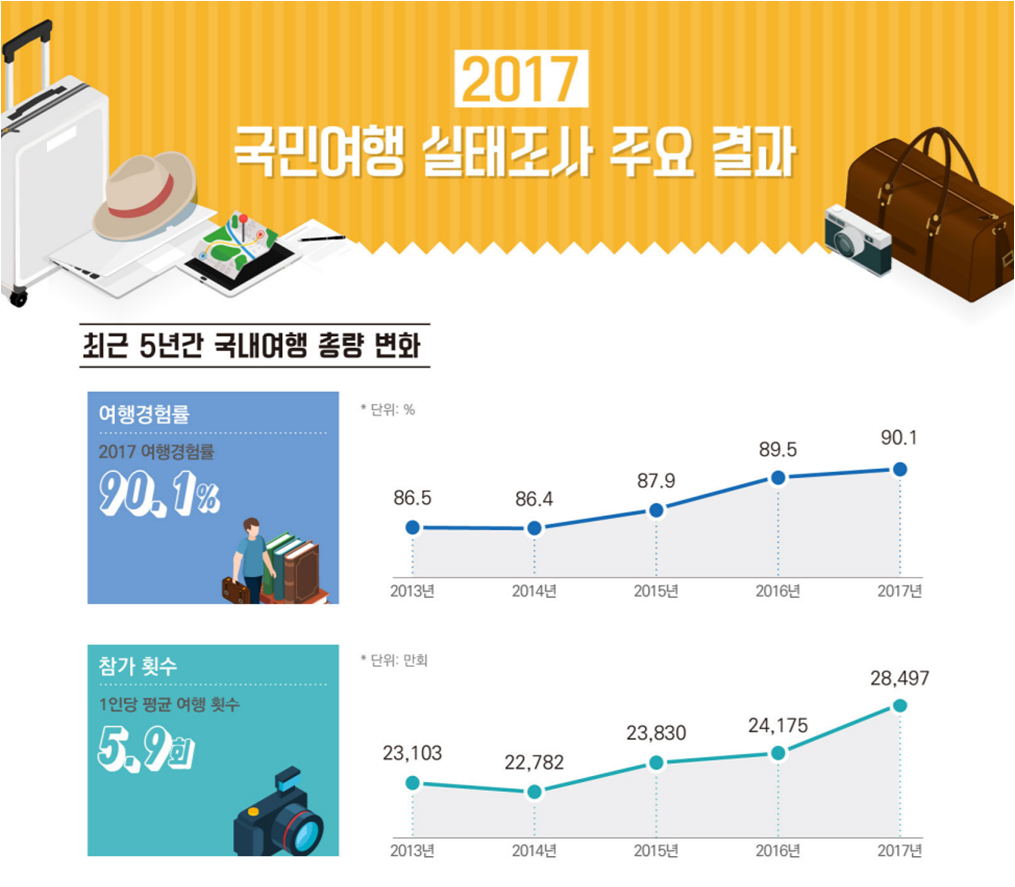 2017
국민여행 실태조사 주요 결과
최근 5년간 국내여행 총량 변화
여행경험률
2017 여행경험률
90.1%
* 단위: %
86.5
86.4
87.9
89.5
90.1
2013년
2014년
2015년
2016년
2017년
참가 횟수
1인당 평균 여행 횟수
5.9회
* 단위: 만회
23,103
22,782
23,830
24,175
28,497
2013년
2014년
2015년
2016년
2017년